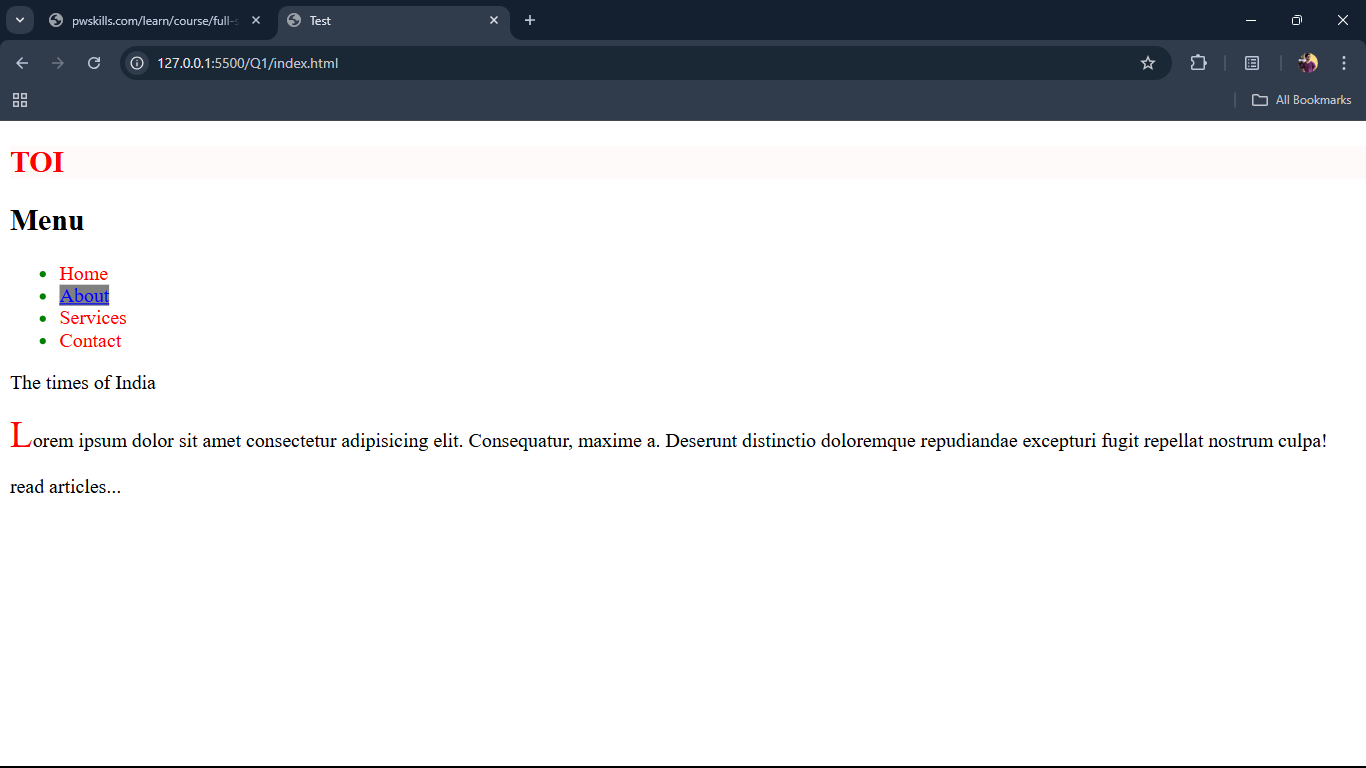 pwskills.com/learn/course/full-s
Test
127.0.0.1:5500/Q1/index.html
All Bookmarks
TOI
Menu
Home
About
Services
Contact
The times of India
Lorem ipsum dolor sit amet consectetur adipisicing elit. Consequatur, maxime a. Deserunt distinctio doloremque repudiandae excepturi fugit repellat nostrum culpa!
read articles...